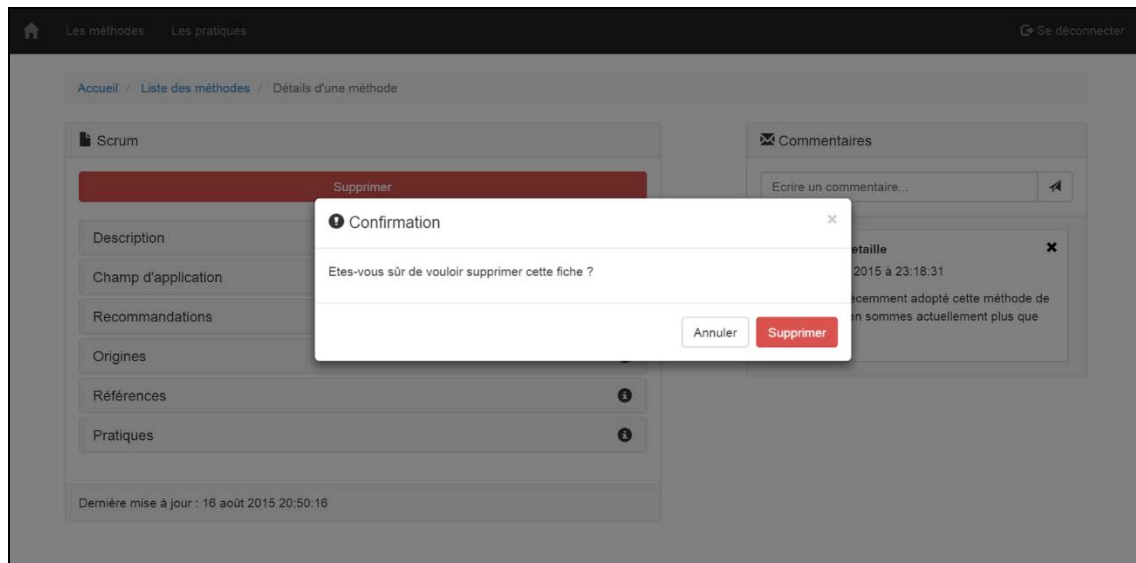 Les méthodes Les pratiques Se déconnecter
Accueil / Liste des méthodes / Détails d'une méthode
Scrum
Supprimer
Description
Champ d'application
Recommandations
Origines
Références
Pratiques
Dernière mise à jour : 16 août 2015 20:50:16
Confirmation ×
Etes-vous sûr de vouloir supprimer cette fiche ?
Annuler Supprimer
Commentaires
Ecrire un commentaire...
etaille
2015 à 23:18:31
écemment adopté cette méthode de
en sommes actuellement plus que